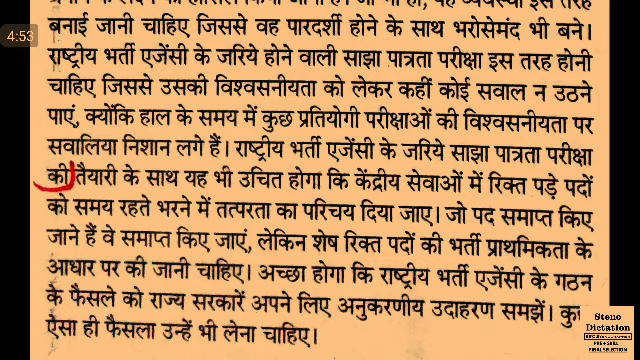 4:53
बनाई जानी चाहिए जिससे वह पारदर्शी होने के साथ भरोसेमंद भी बने।
राष्ट्रीय भर्ती एजेंसी के जरिये होने वाली साझा पात्रता परीक्षा इस तरह होनी
चाहिए जिससे उसकी विश्वसनीयता को लेकर कहीं कोई सवाल न उठने
पाएं, क्योंकि हाल के समय में कुछ प्रतियोगी परीक्षाओं की विश्वसनीयता पर
सवालिया निशान लगे हैं। राष्ट्रीय भर्ती एजेंसी के जरिये साझा पात्रता परीक्षा
की तैयारी के साथ यह भी उचित होगा कि केंद्रीय सेवाओं में रिक्त पड़े पदों
को समय रहते भरने में तत्परता का परिचय दिया जाए। जो पद समाप्त किए
जाने हैं वे समाप्त किए जाएं, लेकिन शेष रिक्त पदों की भर्ती प्राथमिकता के
आधार पर की जानी चाहिए। अच्छा होगा कि राष्ट्रीय भर्ती एजेंसी के गठन
के फैसले को राज्य सरकारें अपने लिए अनुकरणीय उदाहरण समझें।
ऐसा ही फैसला उन्हें भी लेना चाहिए।
Steno
Dictation
FINAL SELECTION